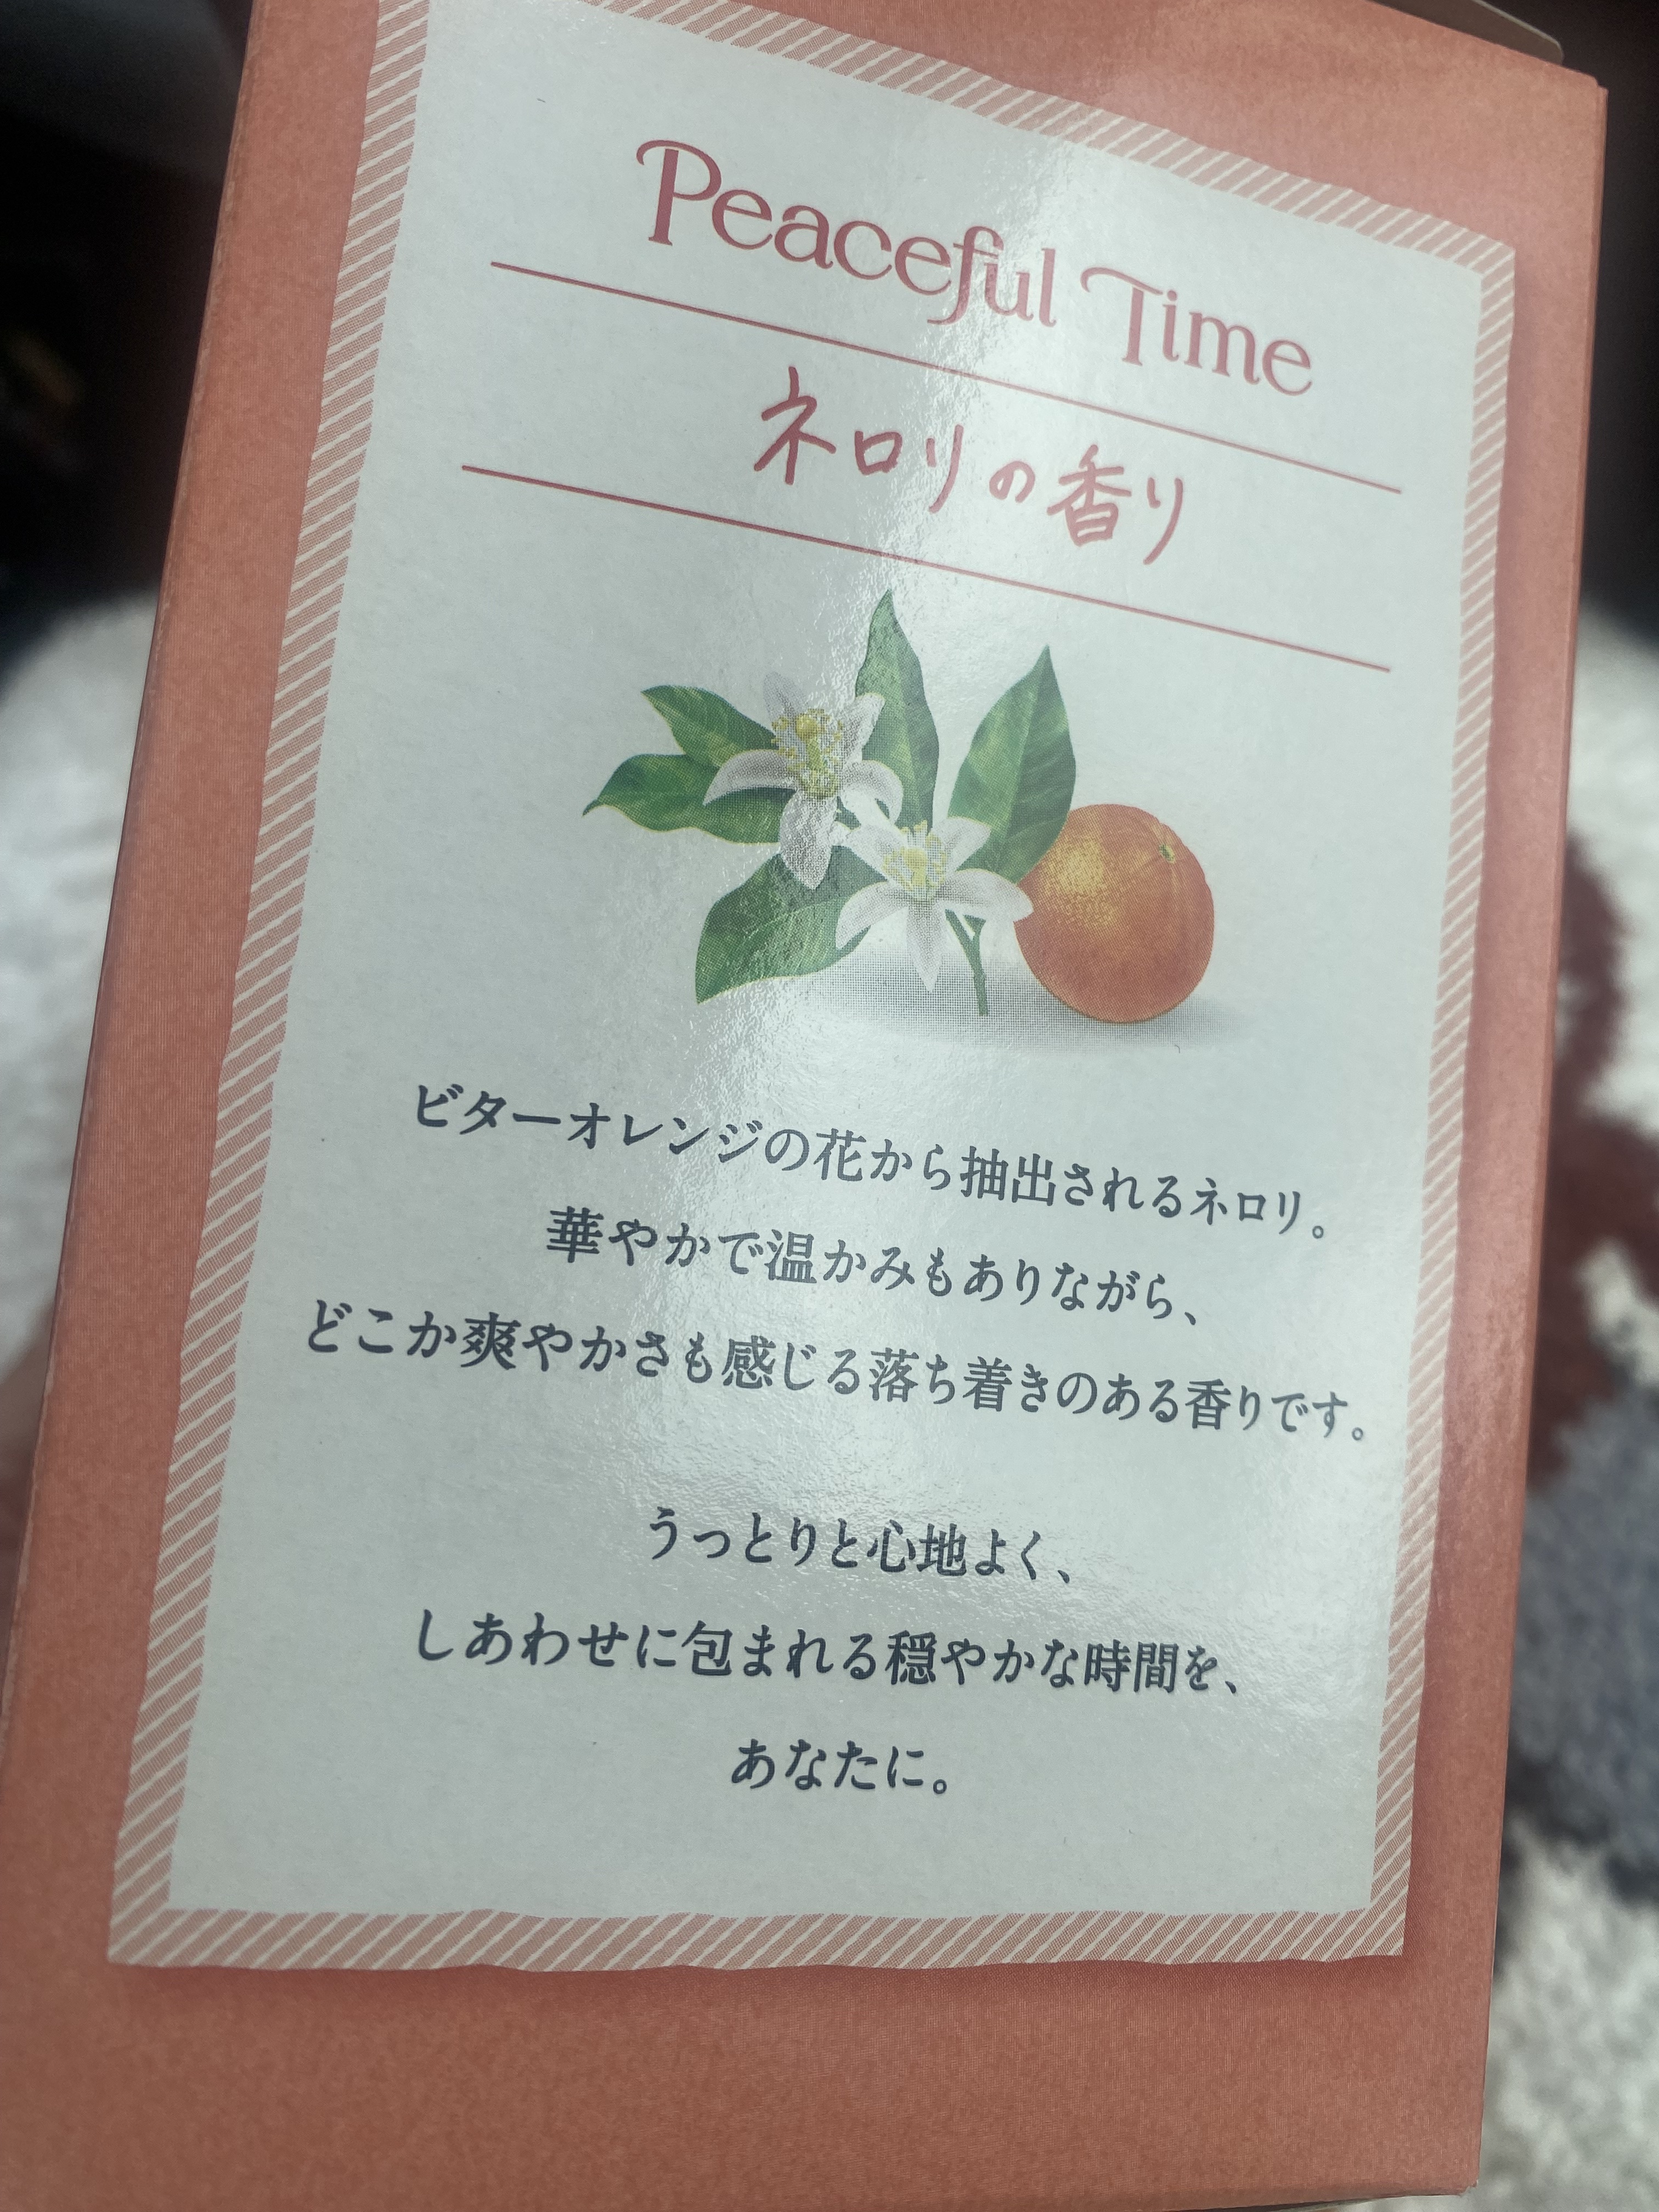 Peaceful Time
ネロリの香り
ビターオレンジの花から抽出されるネロリ。
華やかで温かみもありながら、
どこか爽やかさも感じる落ち着きのある香りです。
うっとりと心地よく、
しあわせに包まれる穏やかな時間を、
あなたに。